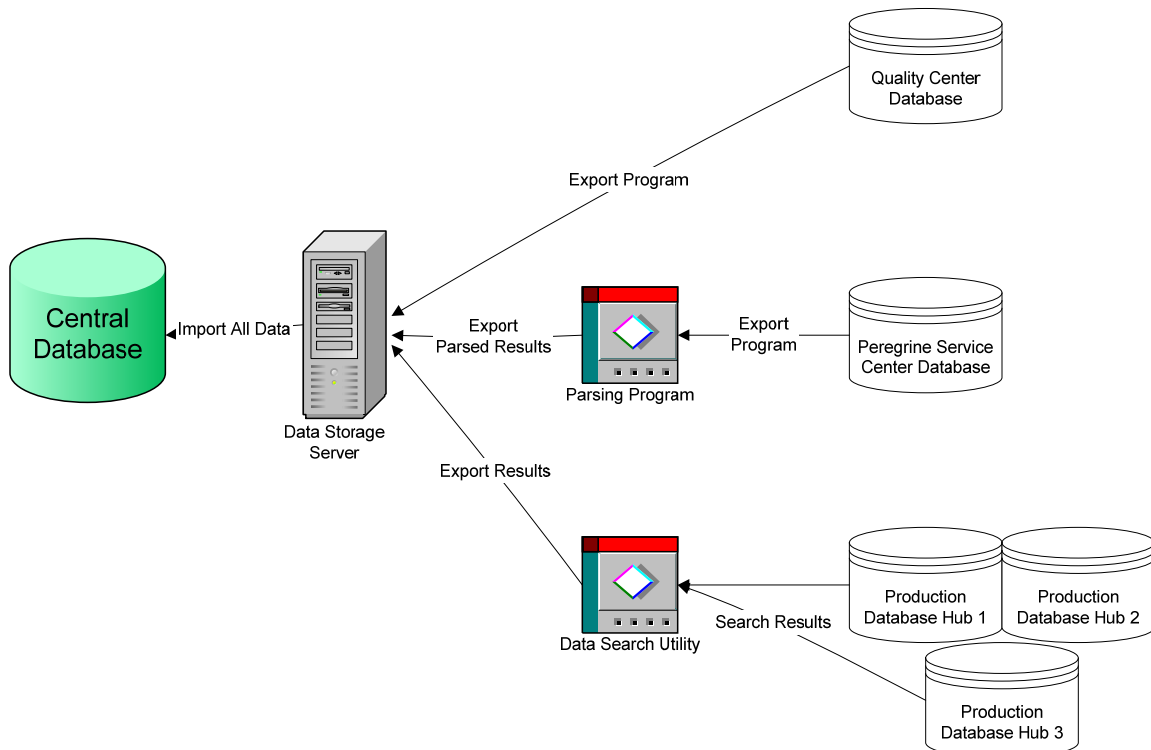 Quality Center
Database
Export Program
Central
Database
Import All Data
Data Storage
Server
Export
Parsed Results
Parsing Program
Export
Program
Peregrine Service
Center Database
Export Results
Data Search Utility
Search Results
Production
Database Hub 1
Production
Database Hub 2
Production
Database Hub 3